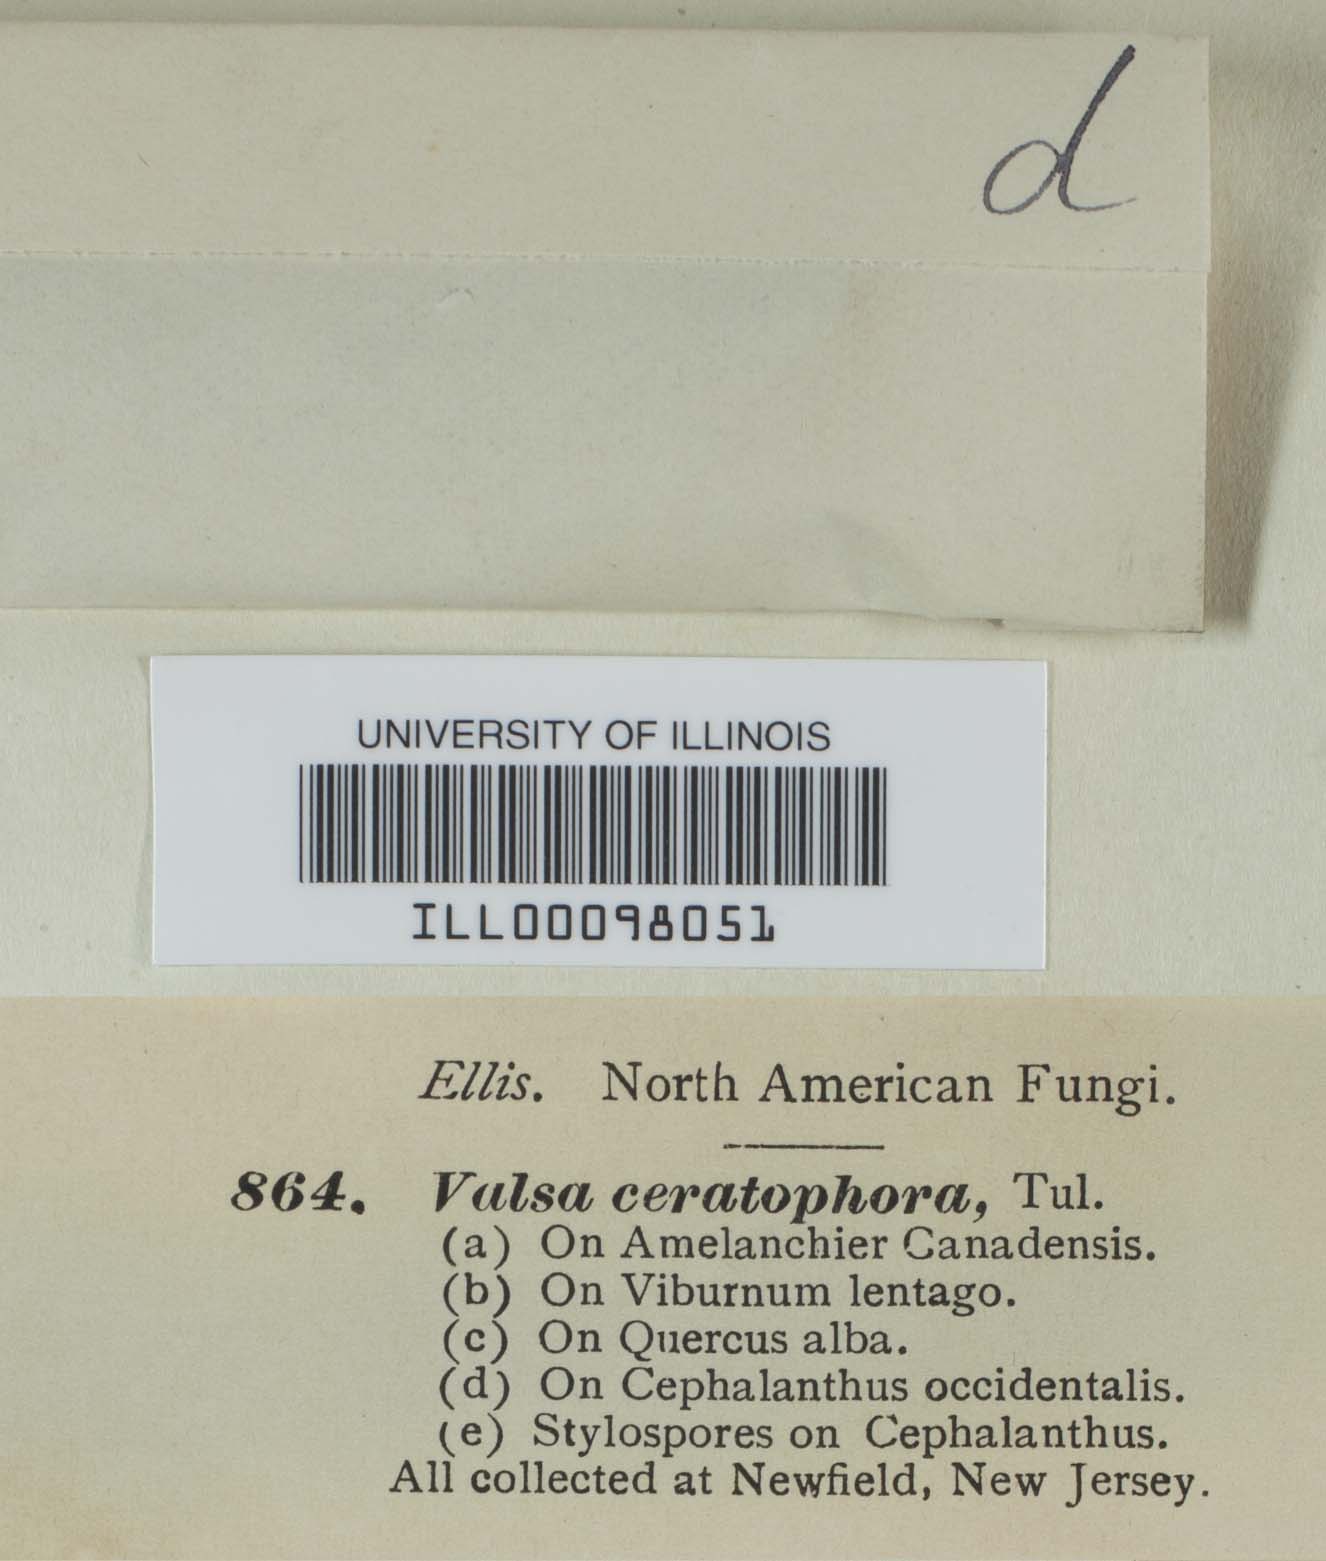 d
UNIVERSITY OF ILLINOIS
ILL00098051
Ellis. North American Fungi.
864. Valsa ceratophora, Tul.
(a) On Amelanchier Canadensis.
(b) On Viburnum lentago.
(c) On Quercus alba.
(d) On Cephalanthus occidentalis.
(e) Stylospores on Cephalanthus.
All collected at Newfield, New Jersey.